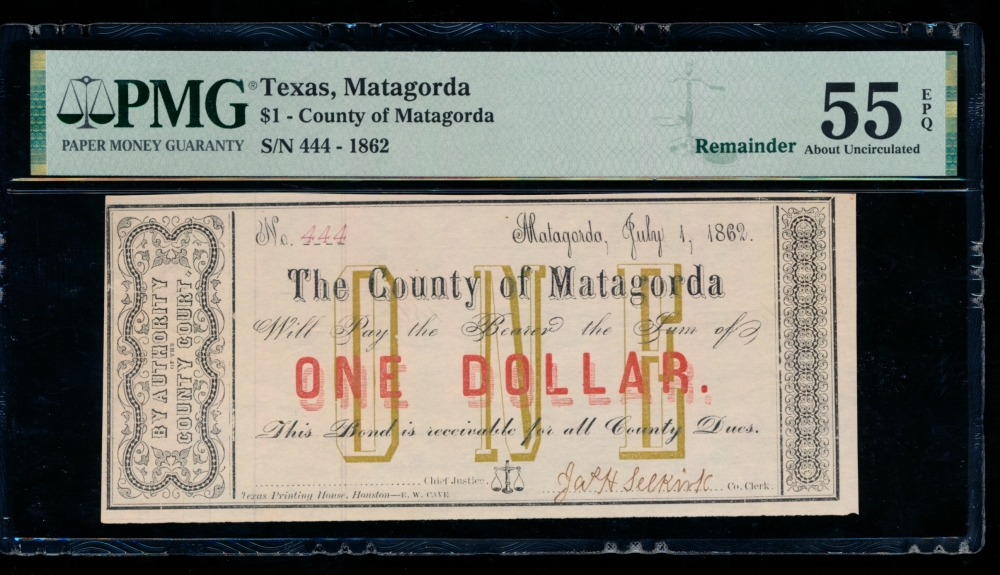 PMG® Texas, Matagorda
$1 - County of Matagorda
PAPER MONEY GUARANTY S/N 444 - 1862
Remainder
55 EPQ
About Uncirculated
No. 444 Matagorda, July 1, 1862.
The County of Matagorda
Will Pay the Bearer the Sum of
ONE
ONE DOLLAR.
This Bond is receivable for all County Dues.
Chief Justice. Jas H Selkirk Co. Clerk.
Texas Printing House, Houston—E. W. CAVE
BY AUTHORITY
OF THE
COUNTY COURT